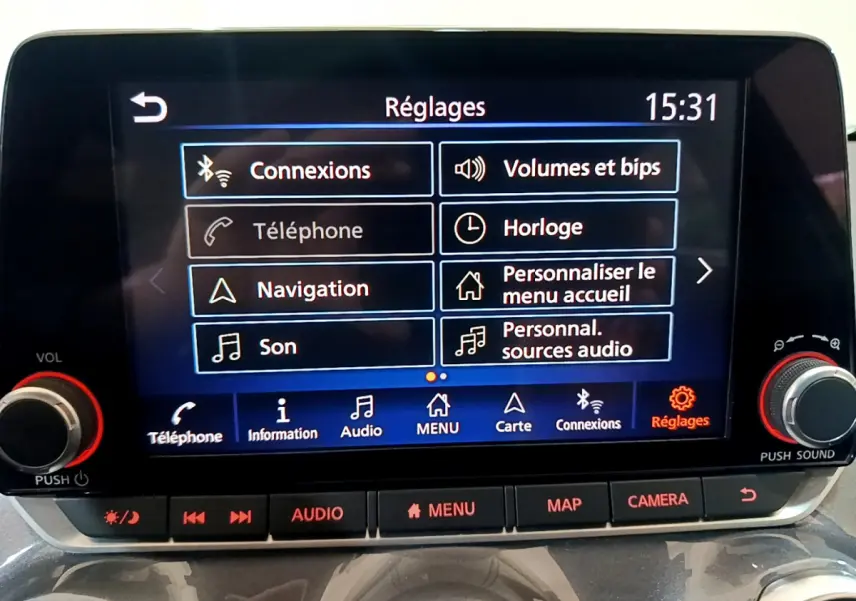 Réglages
15:31
Connexions
Volumes et bips
Téléphone
Horloge
Navigation
Personnaliser le
menu accueil
Son
Personnal.
sources audio
Téléphone
Information
Audio
MENU
Carte
Connexions
Réglages
VOL
PUSH
PUSH SOUND
AUDIO
MENU
MAP
CAMERA